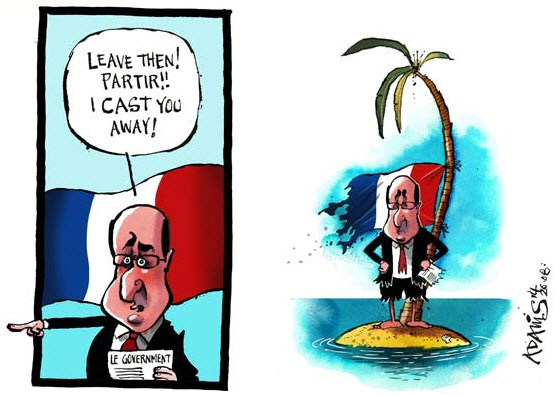 LEAVE THEN!
PARTIR!!
I CAST YOU
AWAY!
LE GOVERNMENT
ADAMS